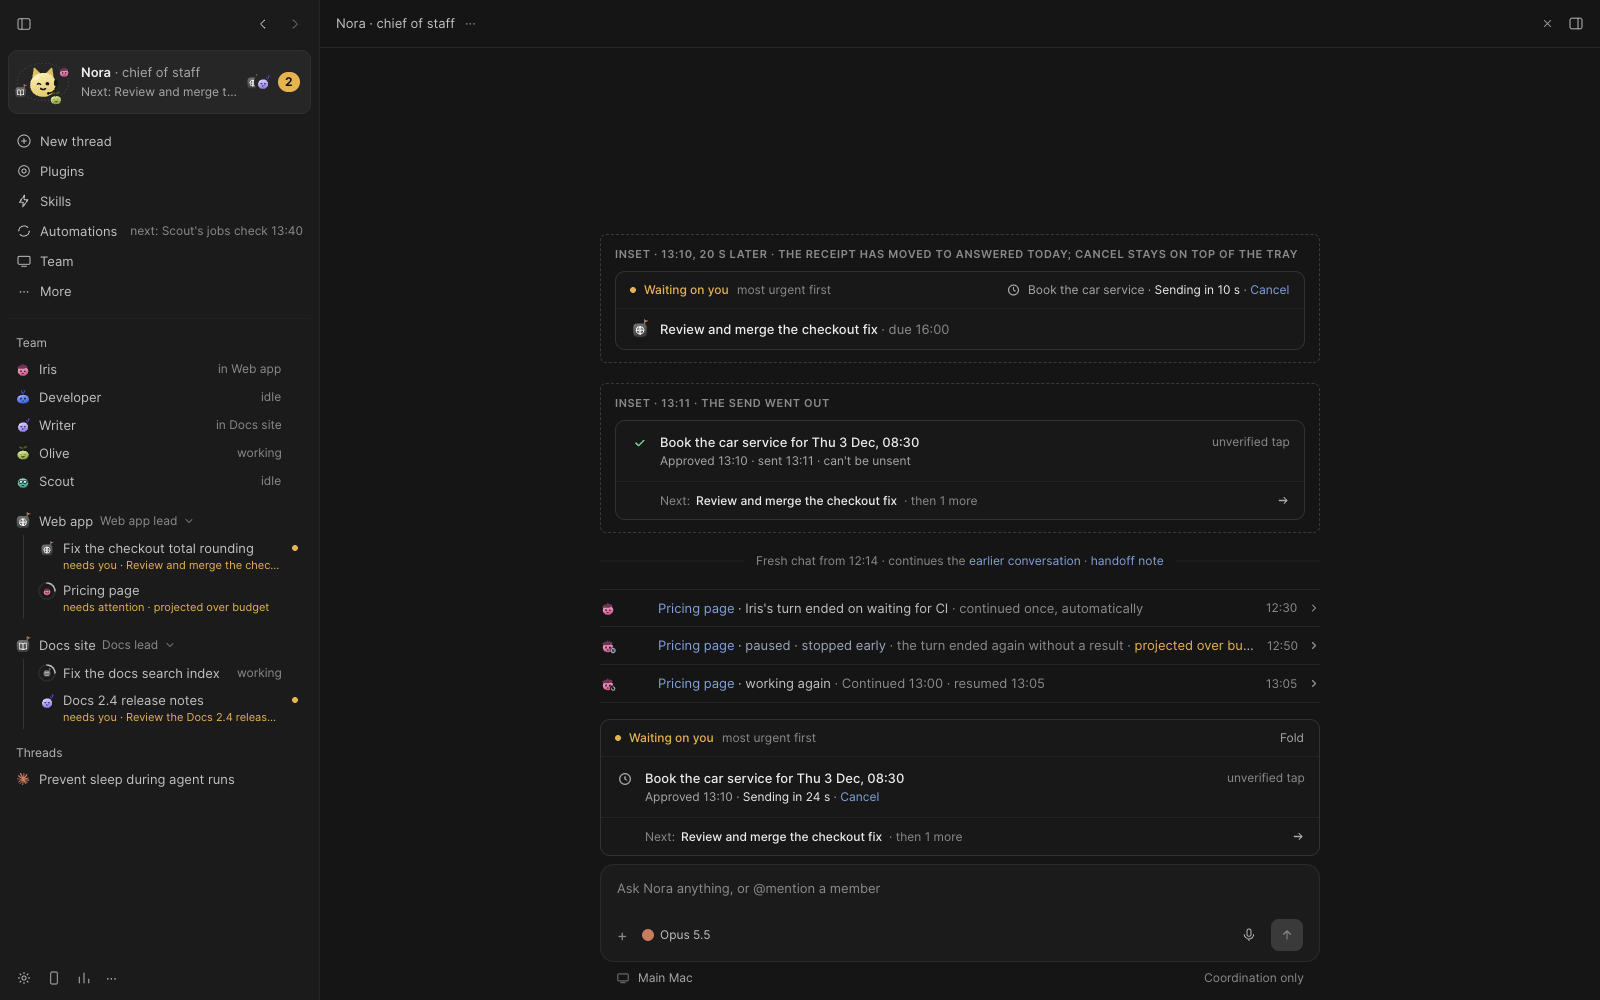 Nora · chief of staff
Next: Review and merge t...
2
New thread
Plugins
Skills
Automations next: Scout's jobs check 13:40
Team
More
Team
Iris in Web app
Developer idle
Writer in Docs site
Olive working
Scout idle
Web app Web app lead
Fix the checkout total rounding
needs you · Review and merge the chec...
Pricing page
needs attention · projected over budget
Docs site Docs lead
Fix the docs search index working
Docs 2.4 release notes
needs you · Review the Docs 2.4 releas...
Threads
Prevent sleep during agent runs
Nora · chief of staff ...
INSET · 13:10, 20 S LATER · THE RECEIPT HAS MOVED TO ANSWERED TODAY; CANCEL STAYS ON TOP OF THE TRAY
Waiting on you most urgent first Book the car service · Sending in 10 s · Cancel
Review and merge the checkout fix · due 16:00
INSET · 13:11 · THE SEND WENT OUT
Book the car service for Thu 3 Dec, 08:30 unverified tap
Approved 13:10 · sent 13:11 · can't be unsent
Next: Review and merge the checkout fix · then 1 more
Fresh chat from 12:14 · continues the earlier conversation · handoff note
Pricing page · Iris's turn ended on waiting for CI · continued once, automatically 12:30
Pricing page · paused · stopped early · the turn ended again without a result · projected over bu... 12:50
Pricing page · working again · Continued 13:00 · resumed 13:05 13:05
Waiting on you most urgent first Fold
Book the car service for Thu 3 Dec, 08:30 unverified tap
Approved 13:10 · Sending in 24 s · Cancel
Next: Review and merge the checkout fix · then 1 more
Ask Nora anything, or @mention a member
+ Opus 5.5
Main Mac Coordination only